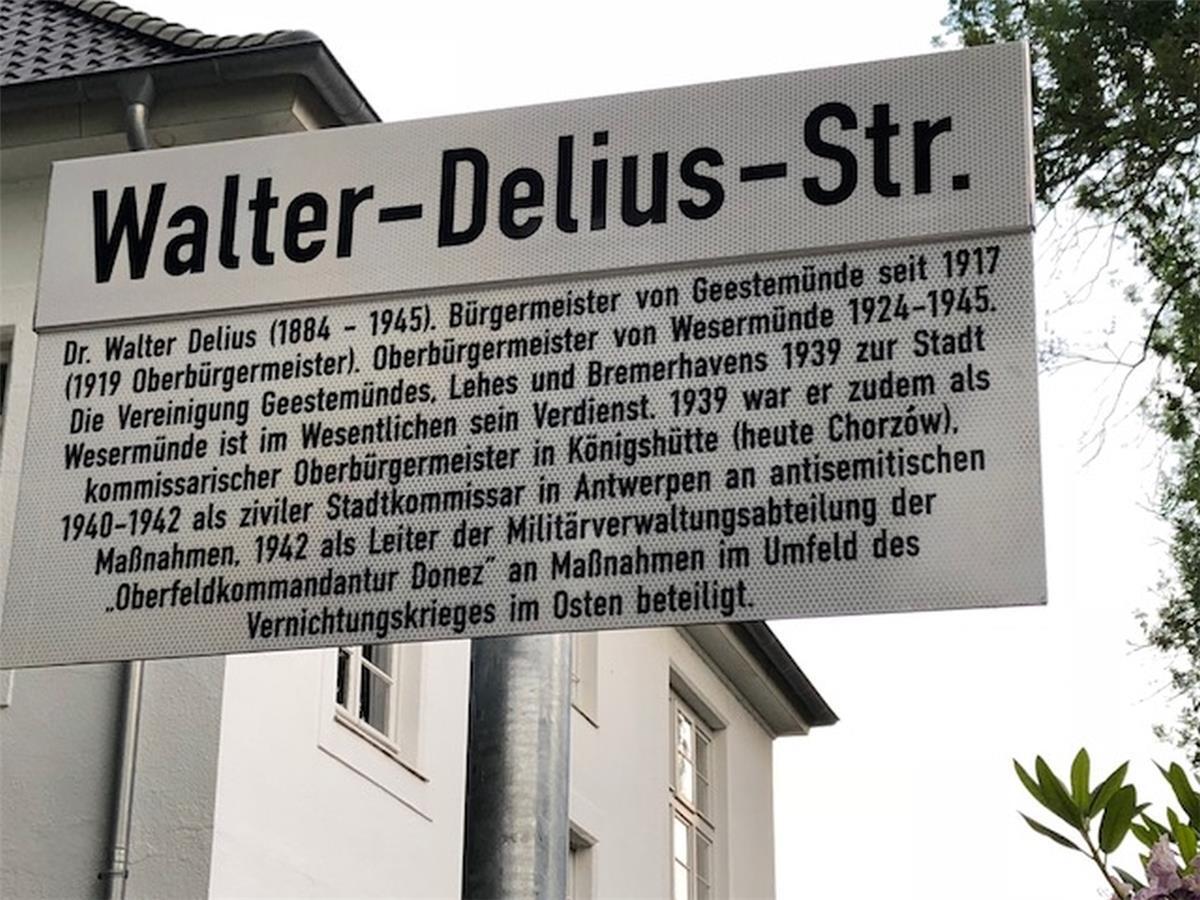 Walter-Delius-Str.
Dr. Walter Delius (1884 - 1945). Bürgermeister von Geestemünde seit 1917
(1919 Oberbürgermeister). Oberbürgermeister von Wesermünde 1924-1945.
Die Vereinigung Geestemündes, Lehes und Bremerhavens 1939 zur Stadt
Wesermünde ist im Wesentlichen sein Verdienst. 1939 war er zudem als
kommissarischer Oberbürgermeister in Königshütte (heute Chorzów),
1940-1942 als ziviler Stadtkommissar in Antwerpen an antisemitischen
Maßnahmen, 1942 als Leiter der Militärverwaltungsabteilung der
„Oberfeldkommandantur Donez“ an Maßnahmen im Umfeld des
Vernichtungskrieges im Osten beteiligt.